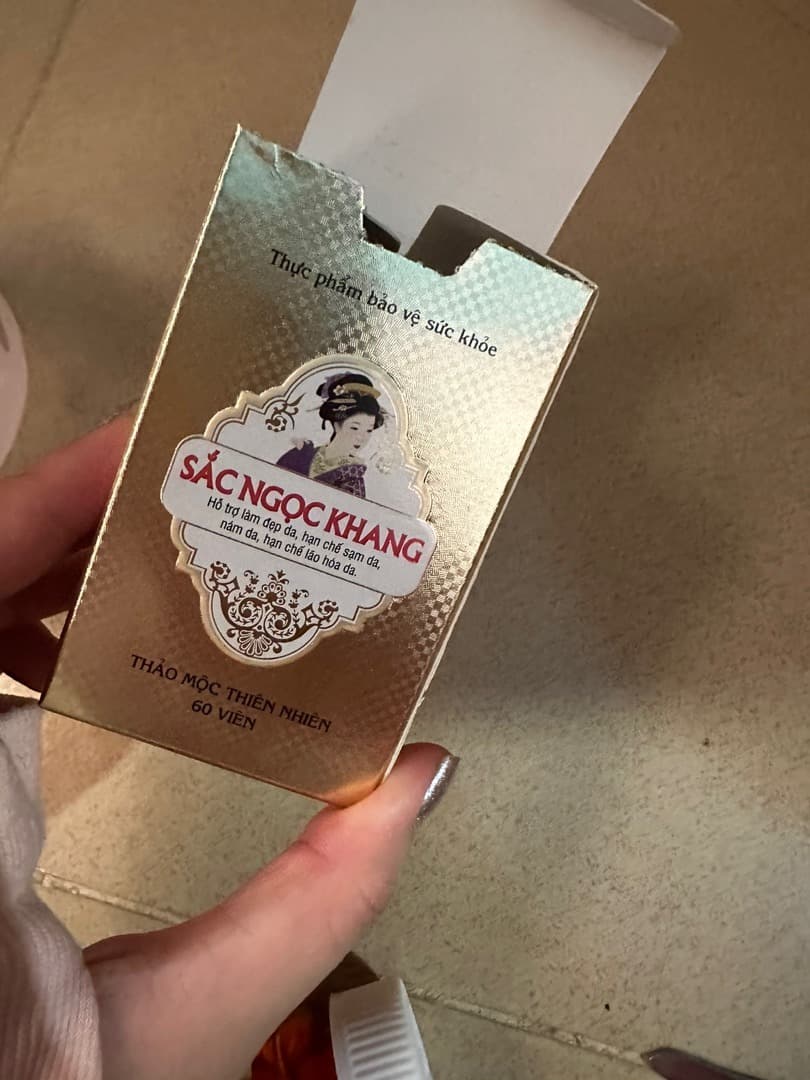 Thực phẩm bảo vệ sức khỏe
SẮC NGỌC KHANG
Hỗ trợ làm đẹp da, hạn chế sạm da,
nám da, hạn chế lão hóa da.
THẢO MỘC THIÊN NHIÊN
60 VIÊN